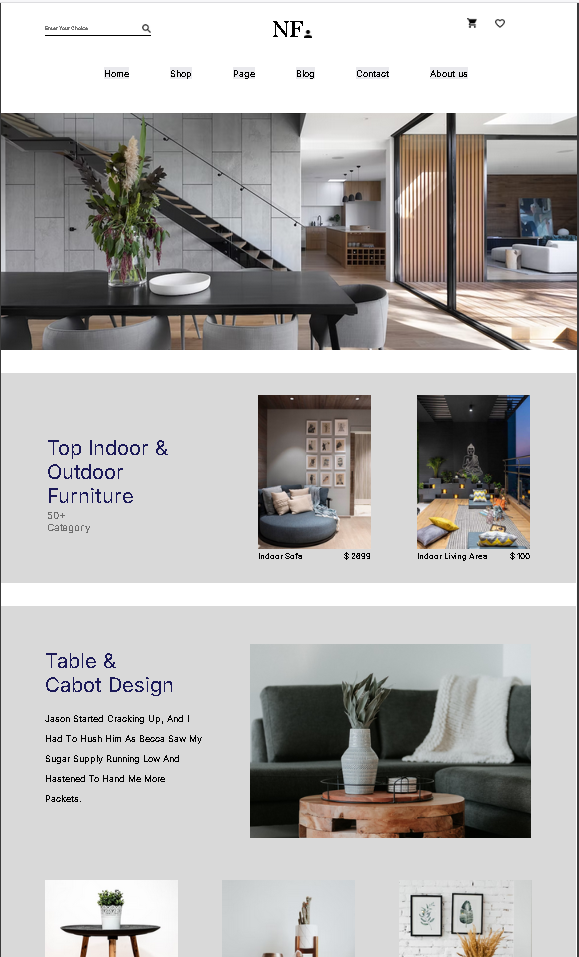 Enter Your Choice
NF.
Home Shop Page Blog Contact About us
Top Indoor &
Outdoor
Furniture
50+
Category
Indoor Sofa $ 2699
Indoor Living Area $ 100
Table &
Cabot Design
Jason Started Cracking Up, And I
Had To Hush Him As Becca Saw My
Sugar Supply Running Low And
Hastened To Hand Me More
Packets.